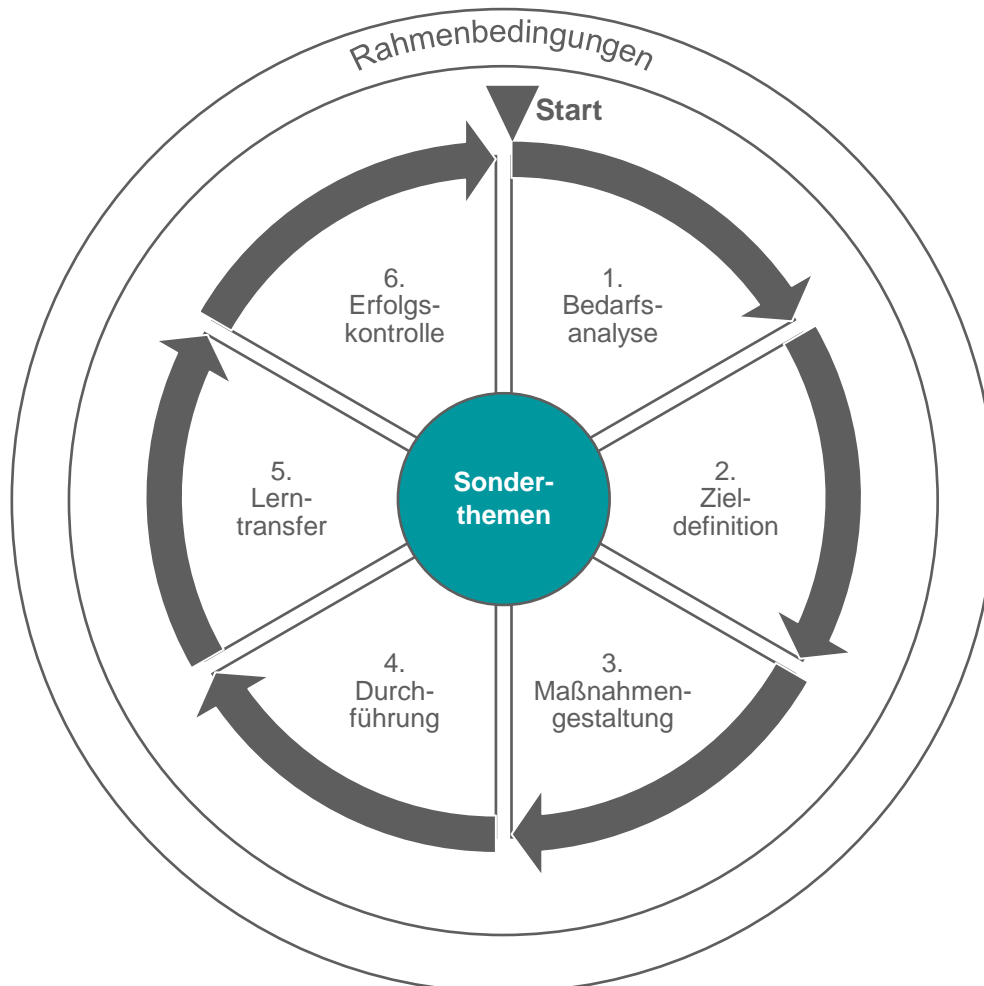 Rahmenbedingungen
Start
1.
Bedarfs-
analyse
2.
Ziel-
definition
3.
Maßnahmen-
gestaltung
4.
Durch-
führung
5.
Lern-
transfer
6.
Erfolgs-
kontrolle
Sonder-
themen